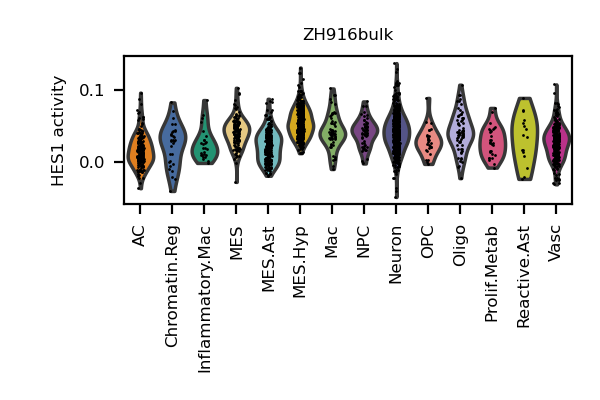 ZH916bulk
HES1 activity
0.1
0.0
AC
Chromatin.Reg
Inflammatory.Mac
MES
MES.Ast
MES.Hyp
Mac
NPC
Neuron
OPC
Oligo
Prolif.Metab
Reactive.Ast
Vasc